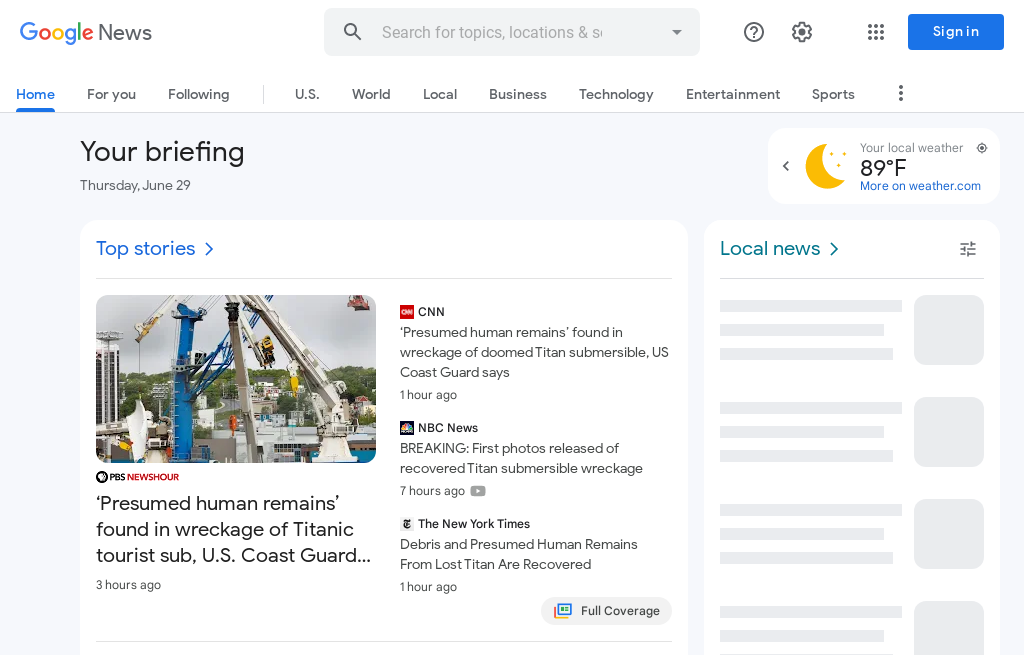 Google News
Search for topics, locations & s
Sign in
Home
For you
Following
U.S.
World
Local
Business
Technology
Entertainment
Sports
Your briefing
Thursday, June 29
Your local weather
89°F
More on weather.com
Top stories
Local news
PBS NEWSHOUR
‘Presumed human remains’
found in wreckage of Titanic
tourist sub, U.S. Coast Guard...
3 hours ago
CNN
CNN
‘Presumed human remains’ found in
wreckage of doomed Titan submersible, US
Coast Guard says
1 hour ago
NBC News
BREAKING: First photos released of
recovered Titan submersible wreckage
7 hours ago
The New York Times
Debris and Presumed Human Remains
From Lost Titan Are Recovered
1 hour ago
Full Coverage